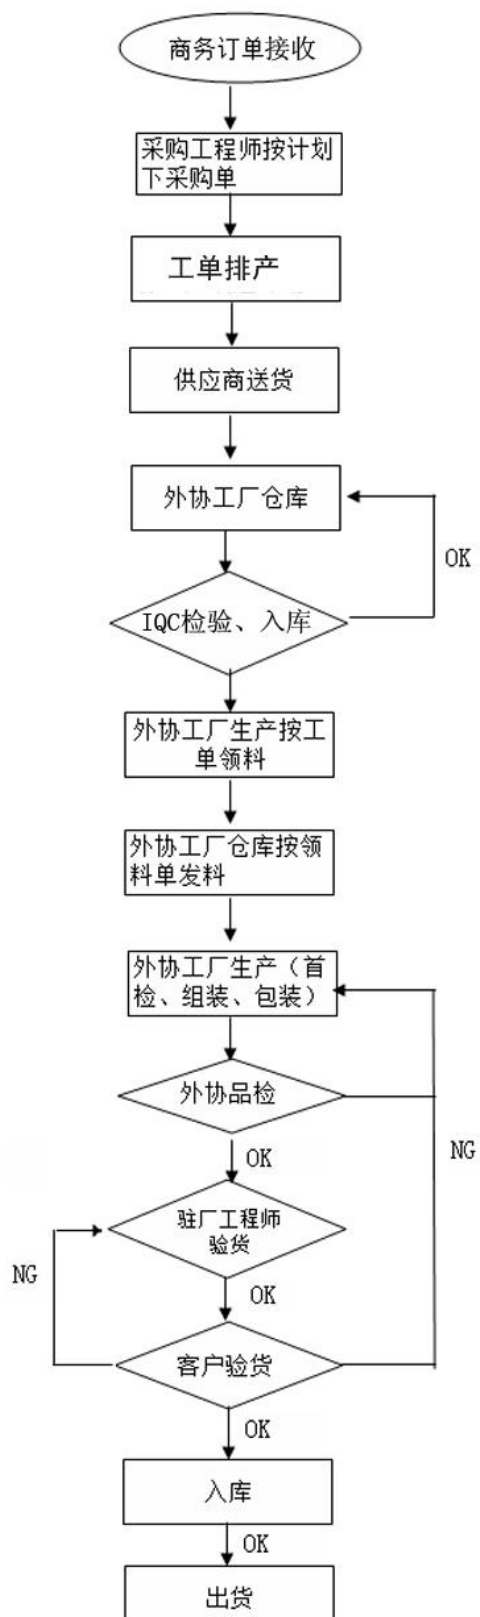 商务订单接收
采购工程师按计划
下采购单
工单排产
供应商送货
外协工厂仓库
OK
IQC检验、入库
外协工厂生产按工
单领料
外协工厂仓库按领
料单发料
外协工厂生产（首
检、组装、包装）
外协品检
NG
OK
驻厂工程师
验货
NG
OK
客户验货
OK
入库
OK
出货